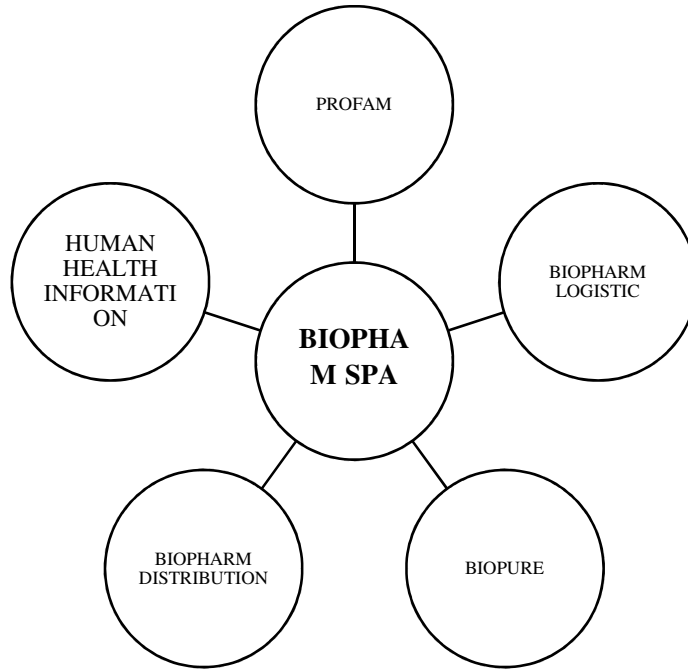 PROFAM
HUMAN
HEALTH
INFORMATI
ON
BIOPHARM
LOGISTIC
BIOPHA
M SPA
BIOPHARM
DISTRIBUTION
BIOPURE